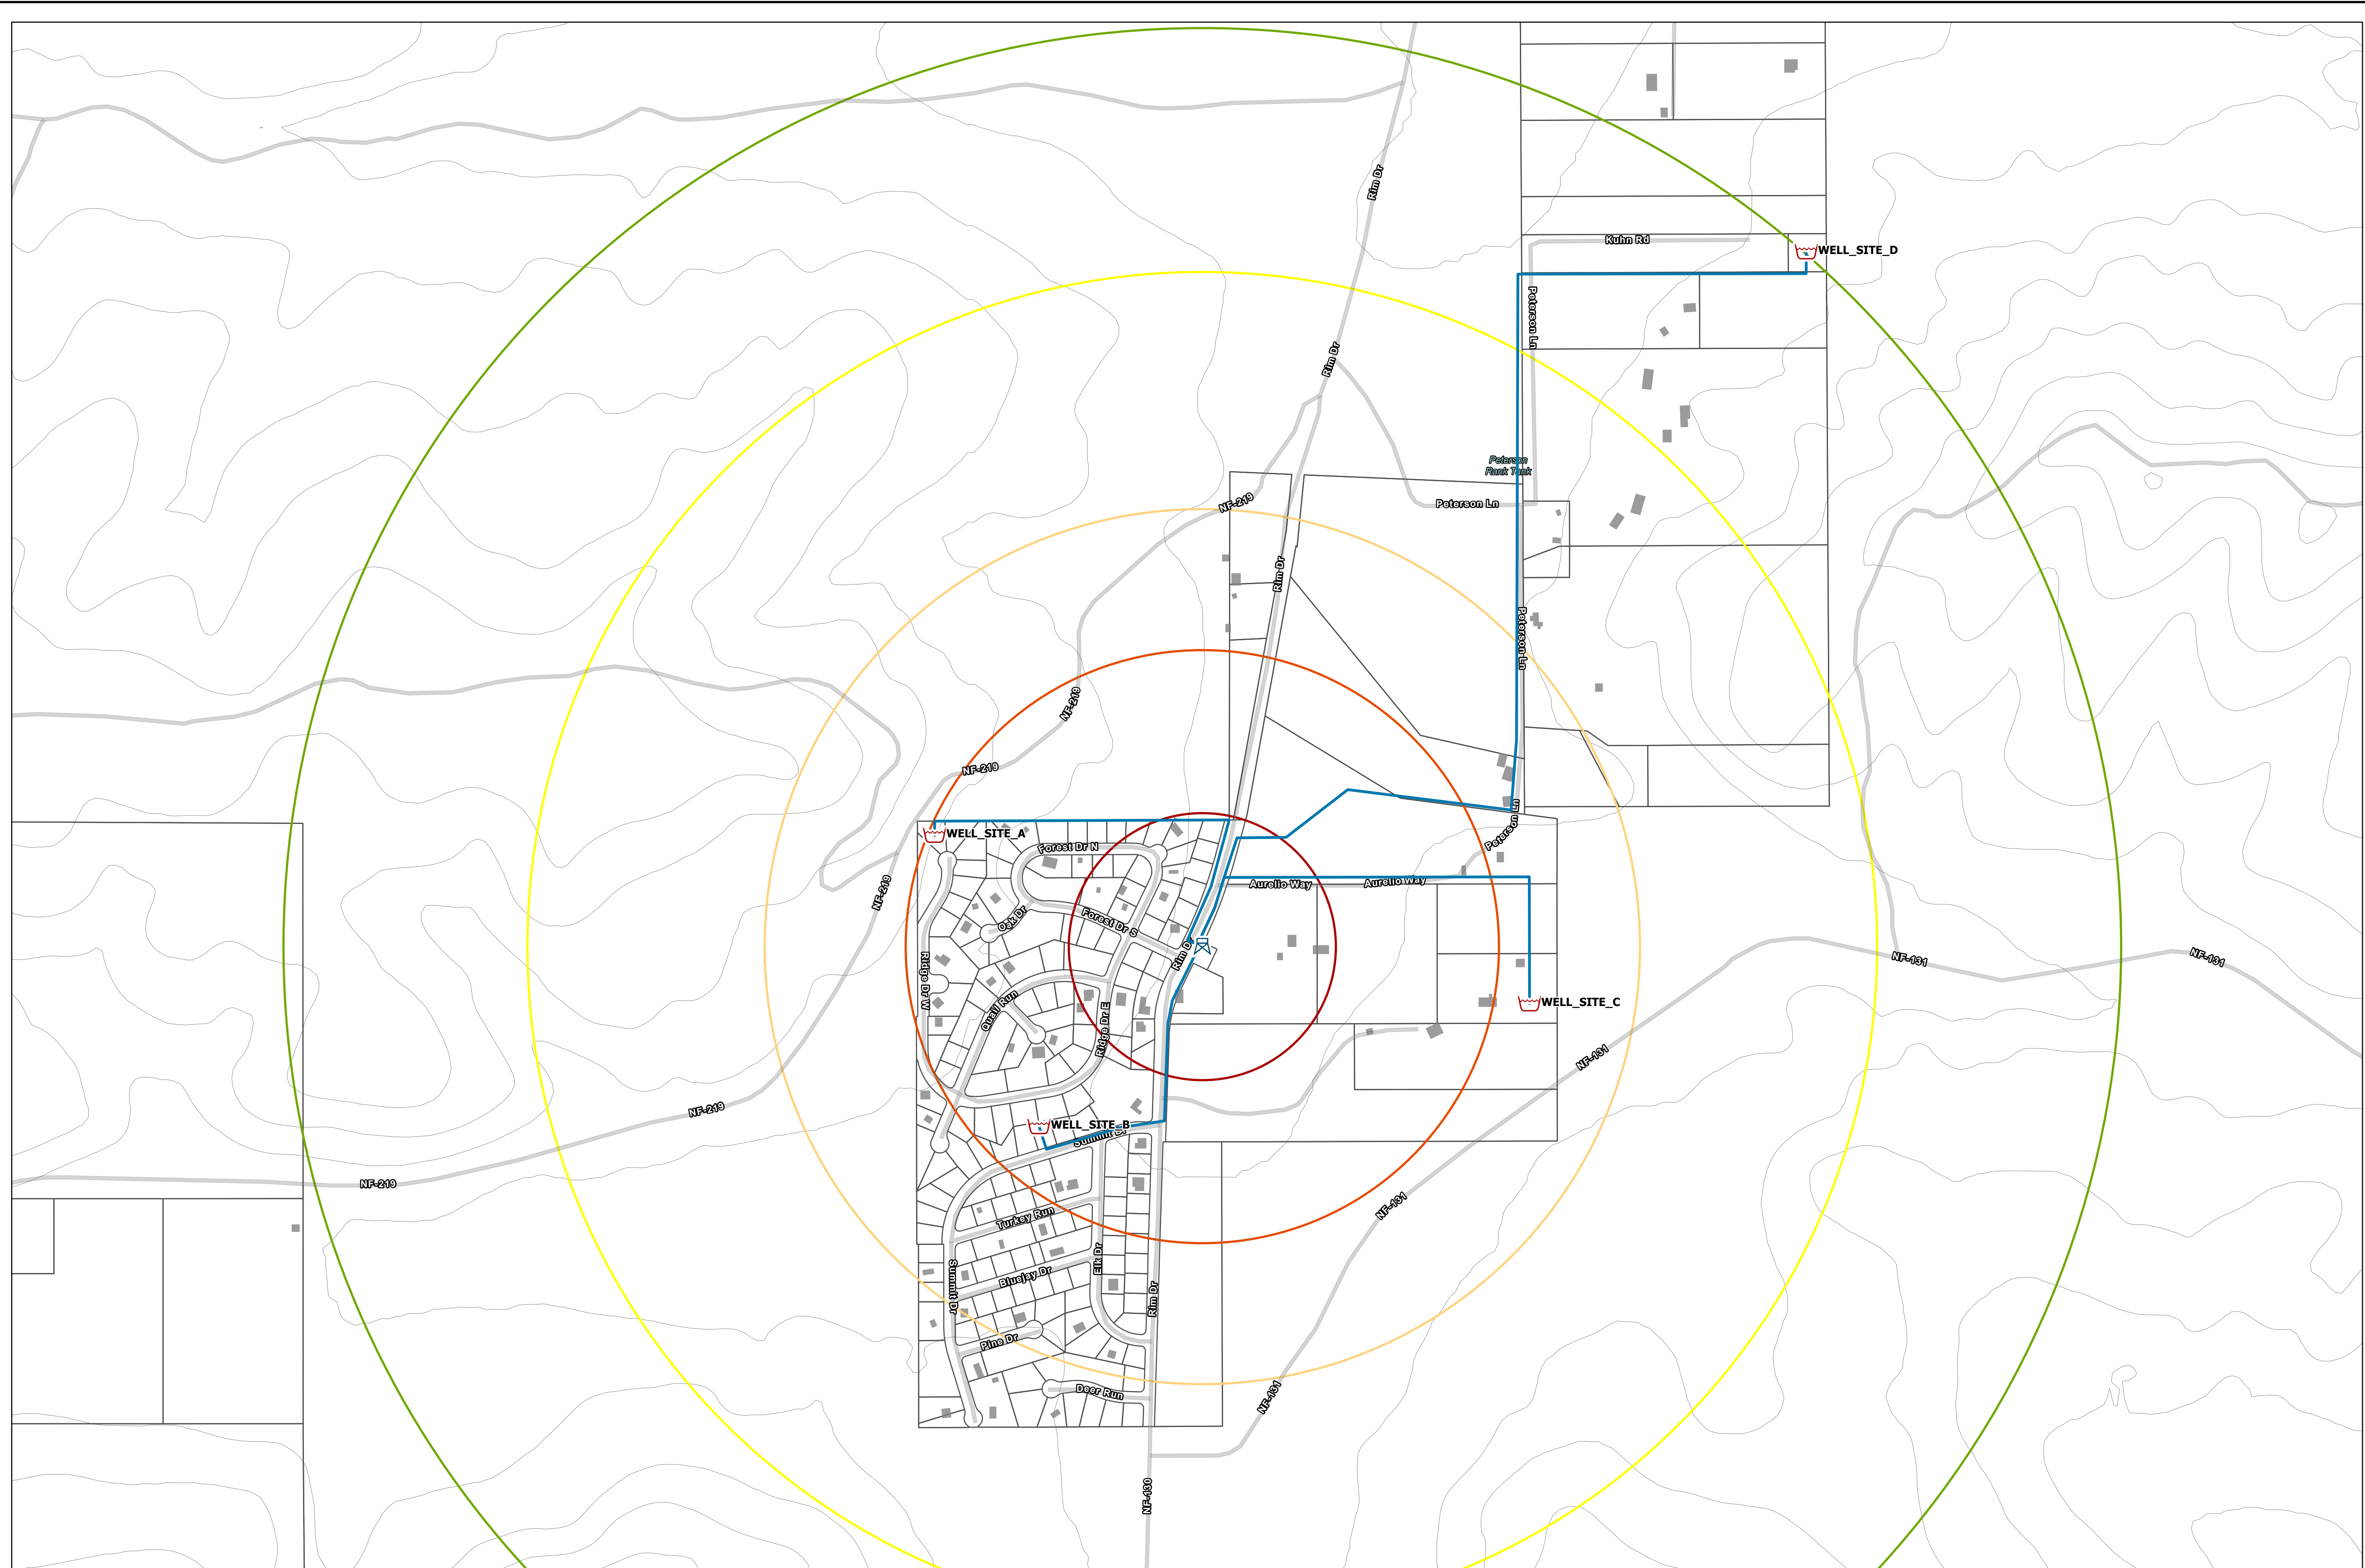 Rim Dr
Kuhn Rd
WELL_SITE_D
Peterson Ln
Rim Dr
Peterson
Rank Tank
NF-219
Peterson Ln
Rim Dr
Peterson Ln
NF-219
NF-219
Peterson Ln
WELL_SITE_A
Forest Dr N
Aurelio Way
Aurelio Way
NF-219
Oak Dr
Forest Dr S
Rim D
NF-131
NF-131
Ridge Dr W
Quail Run
WELL_SITE_C
Ridge Dr E
NF-131
NF-219
WELL_SITE_B
Summit Dr
NF-219
NF-131
Turkey Run
Elk Dr
Bluejay Dr
Summit Dr
Rim Dr
Pine Dr
Deer Run
NF-131
NF-130